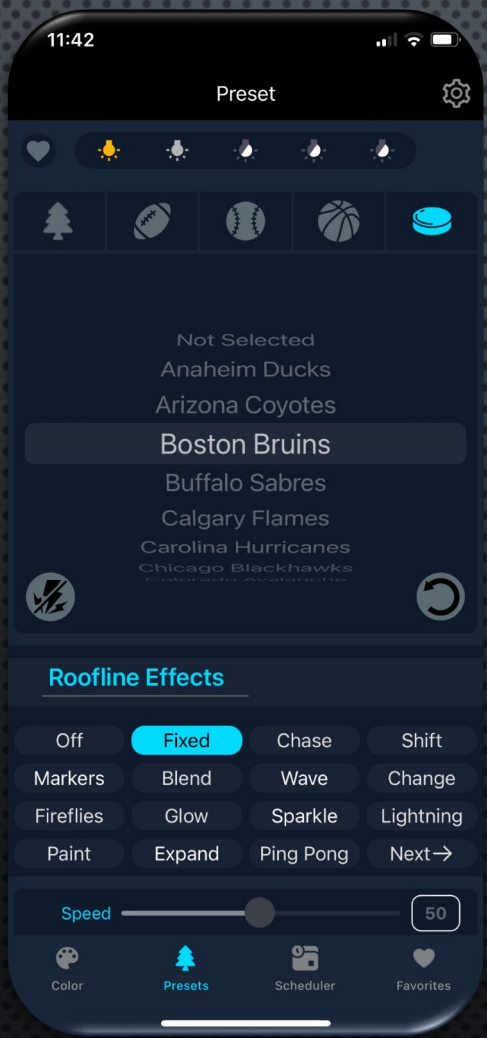 11:42
Preset
Not Selected
Anaheim Ducks
Arizona Coyotes
Boston Bruins
Buffalo Sabres
Calgary Flames
Carolina Hurricanes
Chicago Blackhawks
Colorado Avalanche
Roofline Effects
Off Fixed Chase Shift
Markers Blend Wave Change
Fireflies Glow Sparkle Lightning
Paint Expand Ping Pong Next→
Speed 50
Color Presets Scheduler Favorites